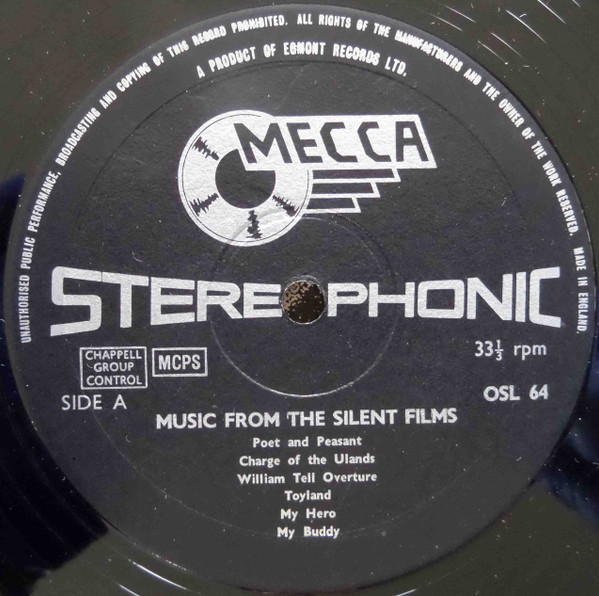 UNAUTHORISED PUBLIC PERFORMANCE, BROADCASTING AND COPYING OF THIS RECORD PROHIBITED. ALL RIGHTS OF THE MANUFACTURERS AND THE OWNER OF THE WORK RESERVED. MADE IN ENGLAND.
A PRODUCT OF EGMONT RECORDS LTD.
MECCA
STEREOPHONIC
CHAPPELL
GROUP
CONTROL
MCPS
33⅓ rpm
SIDE A
OSL 64
MUSIC FROM THE SILENT FILMS
Poet and Peasant
Charge of the Ulands
William Tell Overture
Toyland
My Hero
My Buddy